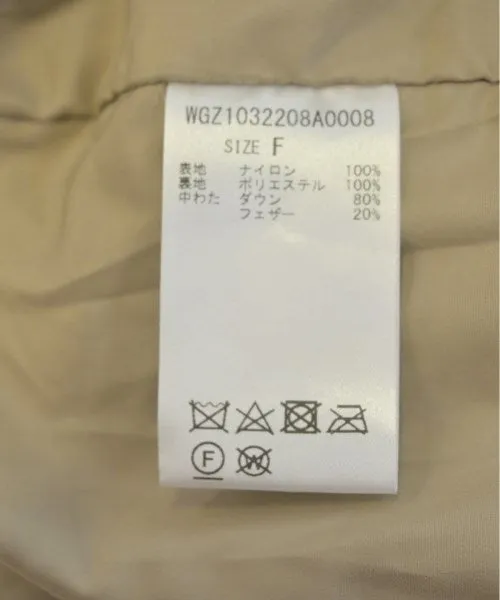 WGZ1032208A0008
SIZE F
表地 ナイロン 100%
裏地 ポリエステル 100%
中わた ダウン 80%
フェザー 20%
F W